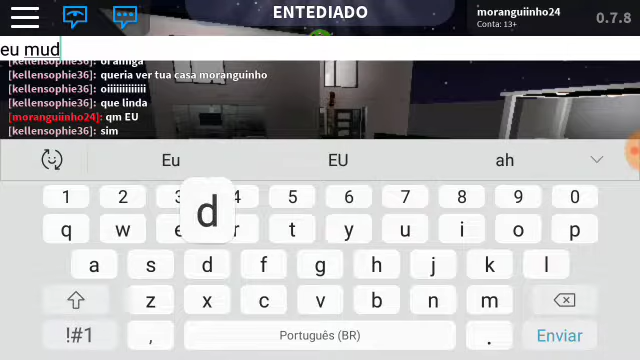 ENTEDIADO
moranguiinho24
Conta: 13+
0.7.8
eu mud
[kellensophie36]: oi amiga
[kellensophie36]: queria ver tua casa moranguinho
[kellensophie36]: oiiiiiiiiiiiii
[kellensophie36]: que linda
[moranguiinho24]: qm EU
[kellensophie36]: sim
Eu EU ah
1 2 3 4 5 6 7 8 9 0
d
q w e t y u i o p
a s d f g h j k l
z x c v b n m
!#1 , Português (BR) . Enviar